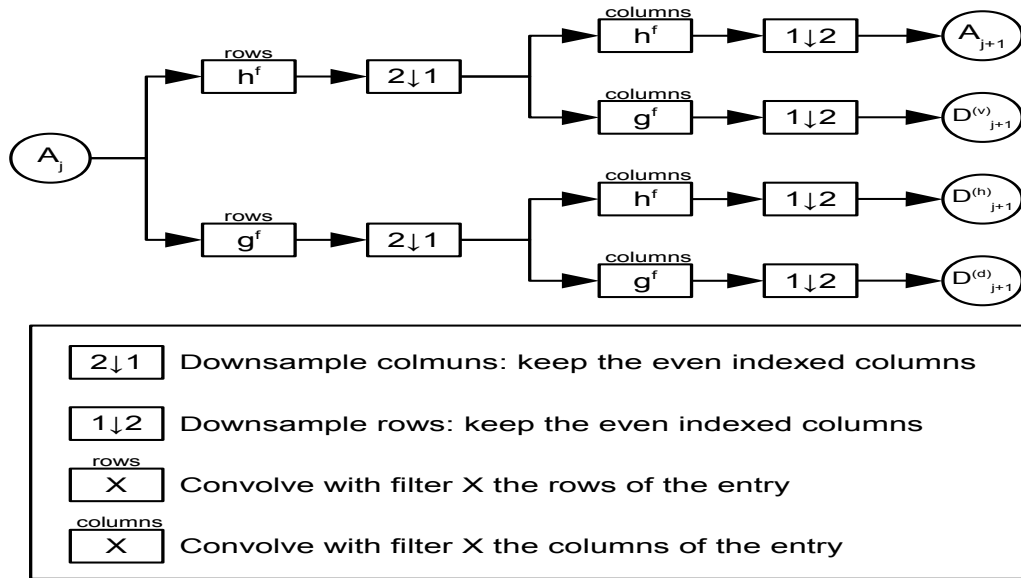 columns
h^f
1↓2
A_{j+1}
rows
h^f
2↓1
columns
g^f
1↓2
D^{(v)}_{j+1}
A_j
columns
h^f
1↓2
D^{(h)}_{j+1}
rows
g^f
2↓1
columns
g^f
1↓2
D^{(d)}_{j+1}
2↓1 Downsample colmuns: keep the even indexed columns
1↓2 Downsample rows: keep the even indexed columns
rows
X Convolve with filter X the rows of the entry
columns
X Convolve with filter X the columns of the entry